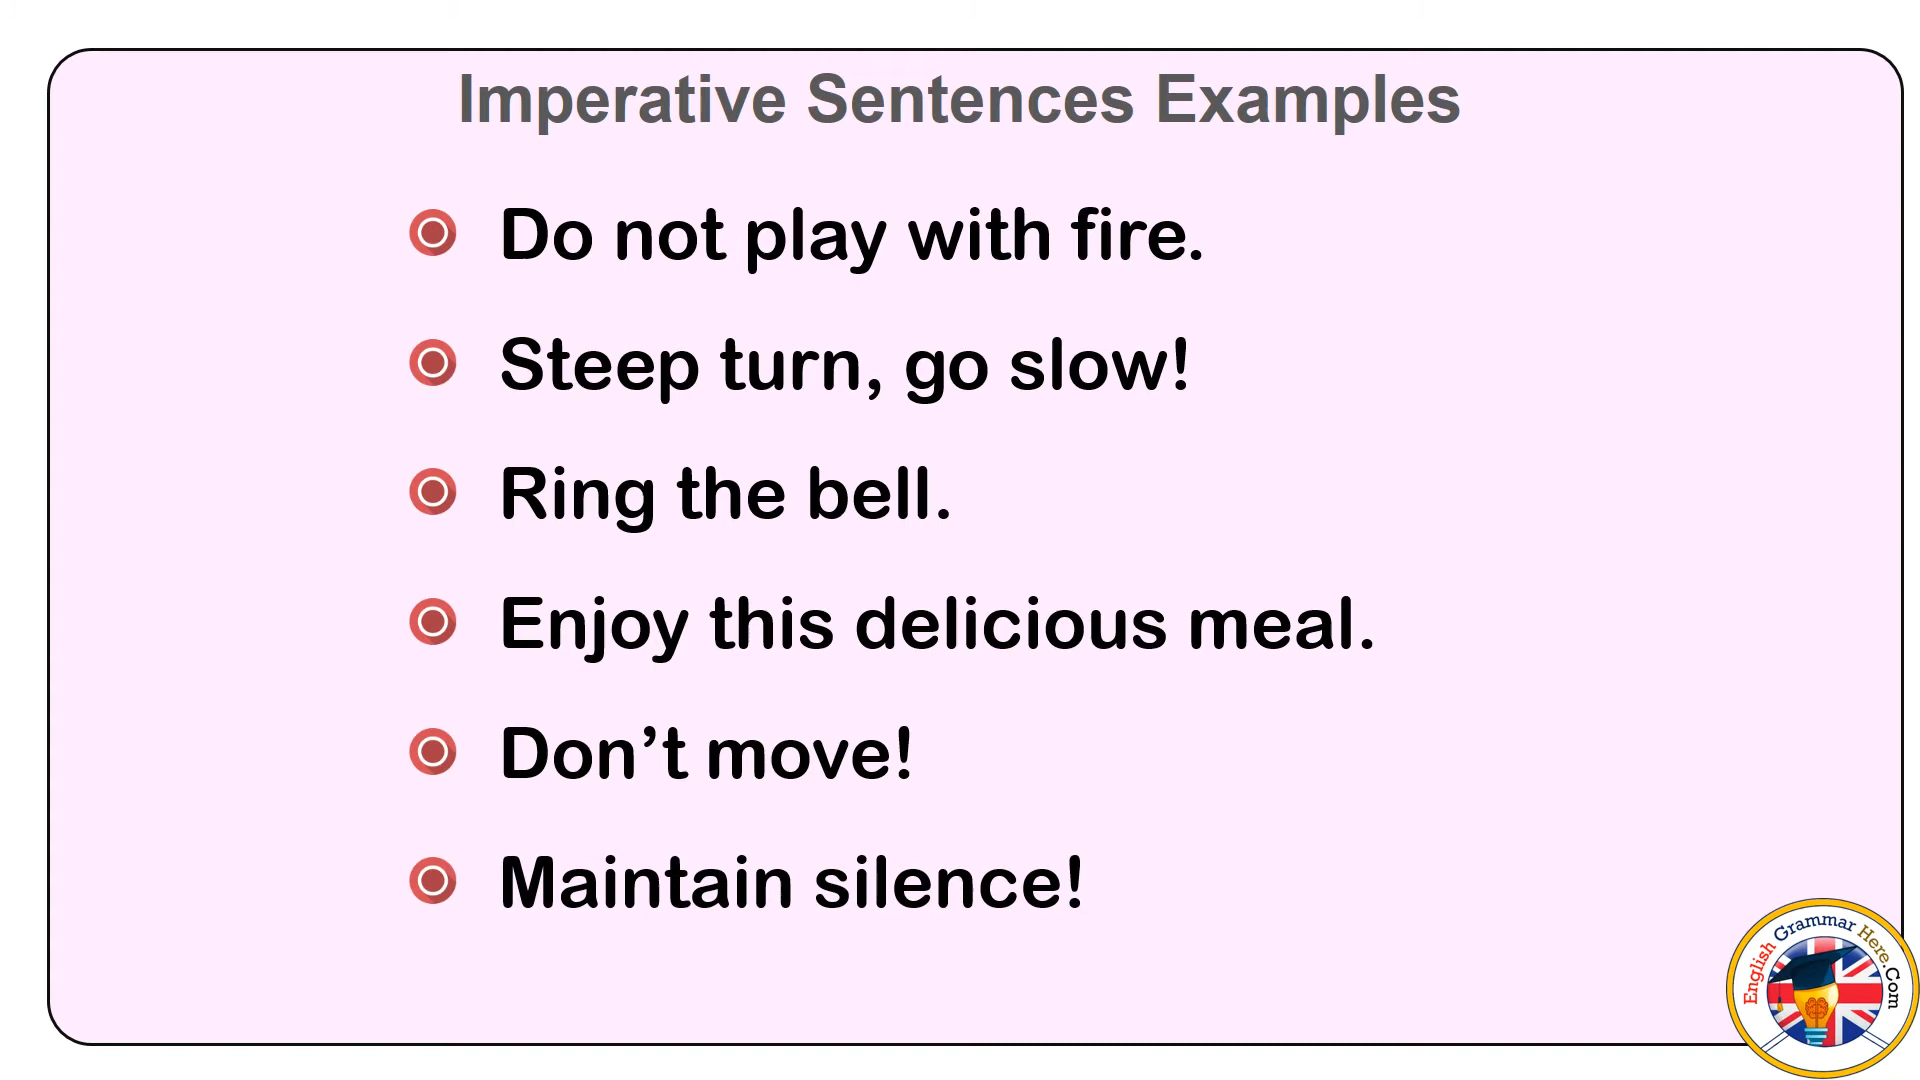 Imperative Sentences Examples
Do not play with fire.
Steep turn, go slow!
Ring the bell.
Enjoy this delicious meal.
Don’t move!
Maintain silence!
English Grammar Here.Com